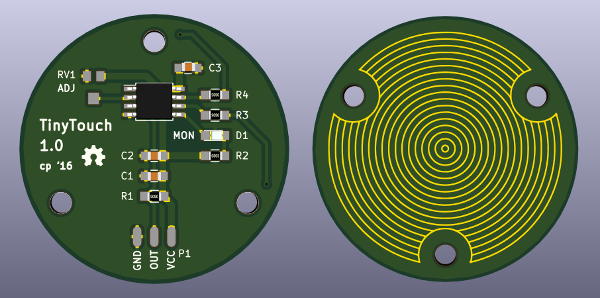 C3
RV1
ADJ
R4
R3
TinyTouch
1.0
cp '16
MON
D1
C2
R2
C1
R1
GND
OUT
VCC
P1